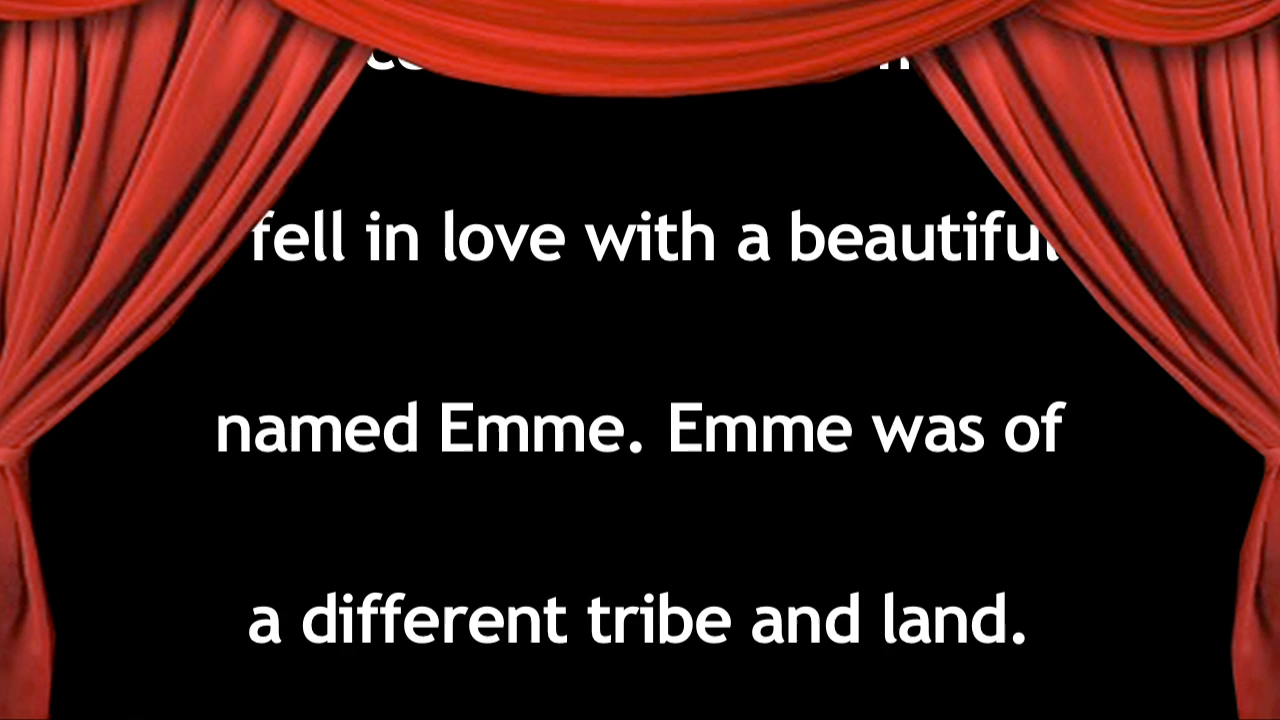 fell in love with a beautiful
named Emme. Emme was of
a different tribe and land.